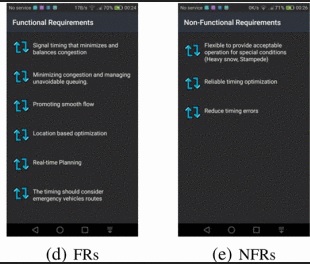 No service 17B/s 70% 00:24
Functional Requirements
Signal timing that minimizes and
balances congestion
Minimizing congestion and managing
unavoidable queuing.
Promoting smooth flow
Location based optimization
Real-time Planning
The timing should consider
emergency vehicles routes
(d) FRs
No service 0K/s 71% 00:26
Non-Functional Requirements
Flexible to provide acceptable
operation for special conditions
(Heavy snow, Stampede)
Reliable timing optimization
Reduce timing errors
(e) NFRs